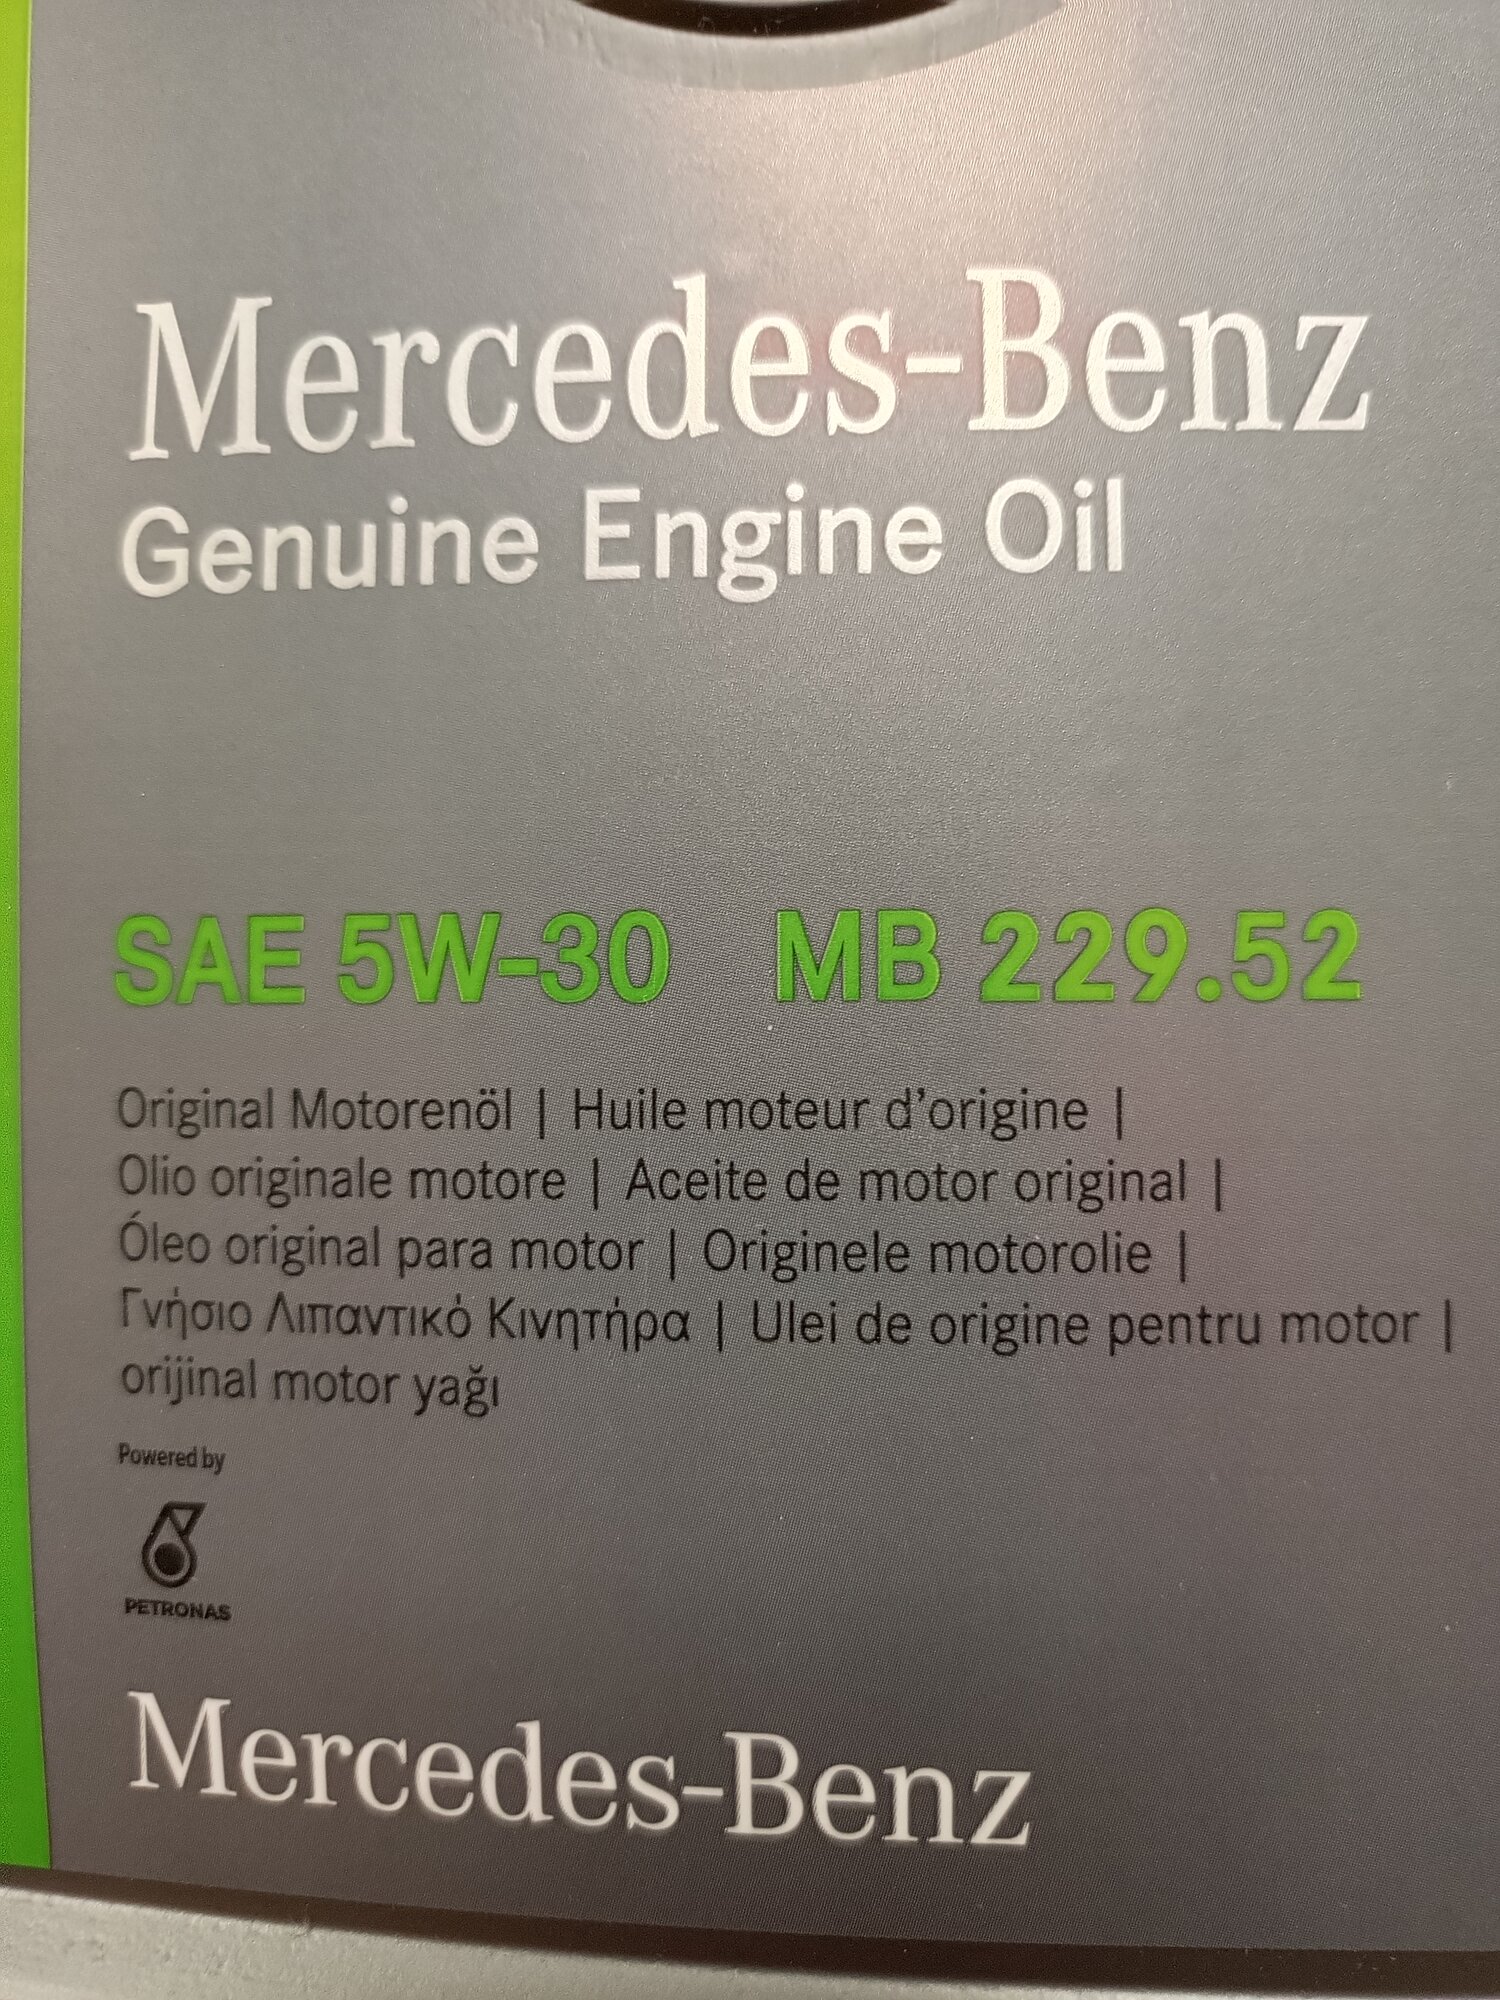 Mercedes-Benz
Genuine Engine Oil
SAE 5W-30 MB 229.52
Original Motorenöl | Huile moteur d'origine |
Olio originale motore | Aceite de motor original |
Óleo original para motor | Originele motorolie |
Γνήσιο Λιπαντικό Κινητήρα | Ulei de origine pentru motor |
orijinal motor yağı
Powered by
PETRONAS
Mercedes-Benz